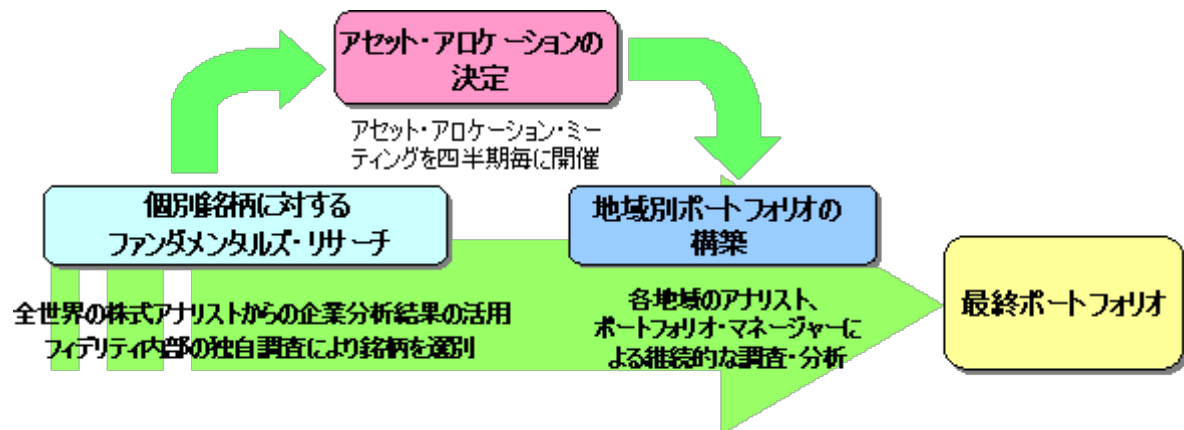 アセット・アロケーションの
決定
アセット・アロケーション・ミー
ティングを四半期毎に開催
個別銘柄に対する
ファンダメンタルズ・リサーチ
地域別ポートフォリオの
構築
全世界の株式アナリストからの企業分析結果の活用
フィデリティ内部の独自調査により銘柄を選別
各地域のアナリスト、
ポートフォリオ・マネージャーに
よる継続的な調査・分析
最終ポートフォリオ